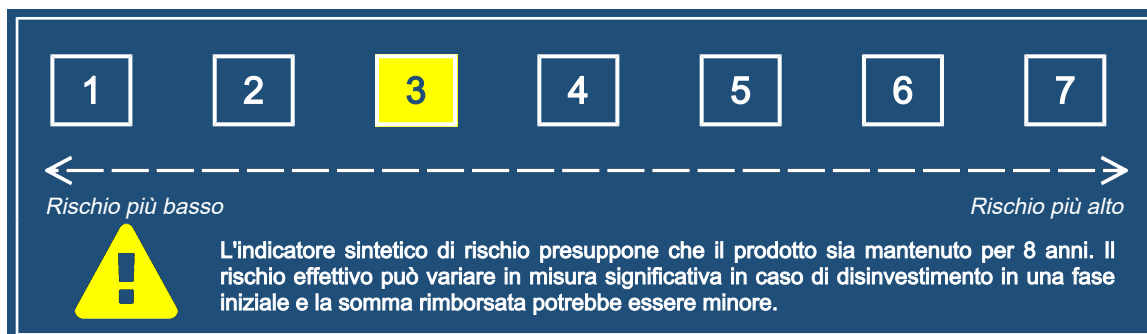 1 2 3 4 5 6 7
Rischio più basso Rischio più alto
L'indicatore sintetico di rischio presuppone che il prodotto sia mantenuto per 8 anni. Il
rischio effettivo può variare in misura significativa in caso di disinvestimento in una fase
iniziale e la somma rimborsata potrebbe essere minore.